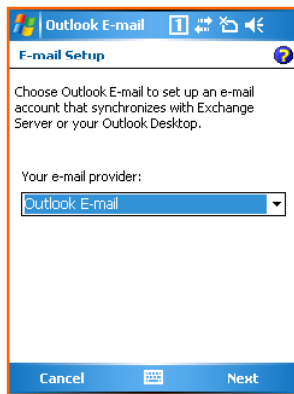 Outlook E-mail 1
E-mail Setup ?
Choose Outlook E-mail to set up an e-mail
account that synchronizes with Exchange
Server or your Outlook Desktop.
Your e-mail provider:
Outlook E-mail
Cancel Next